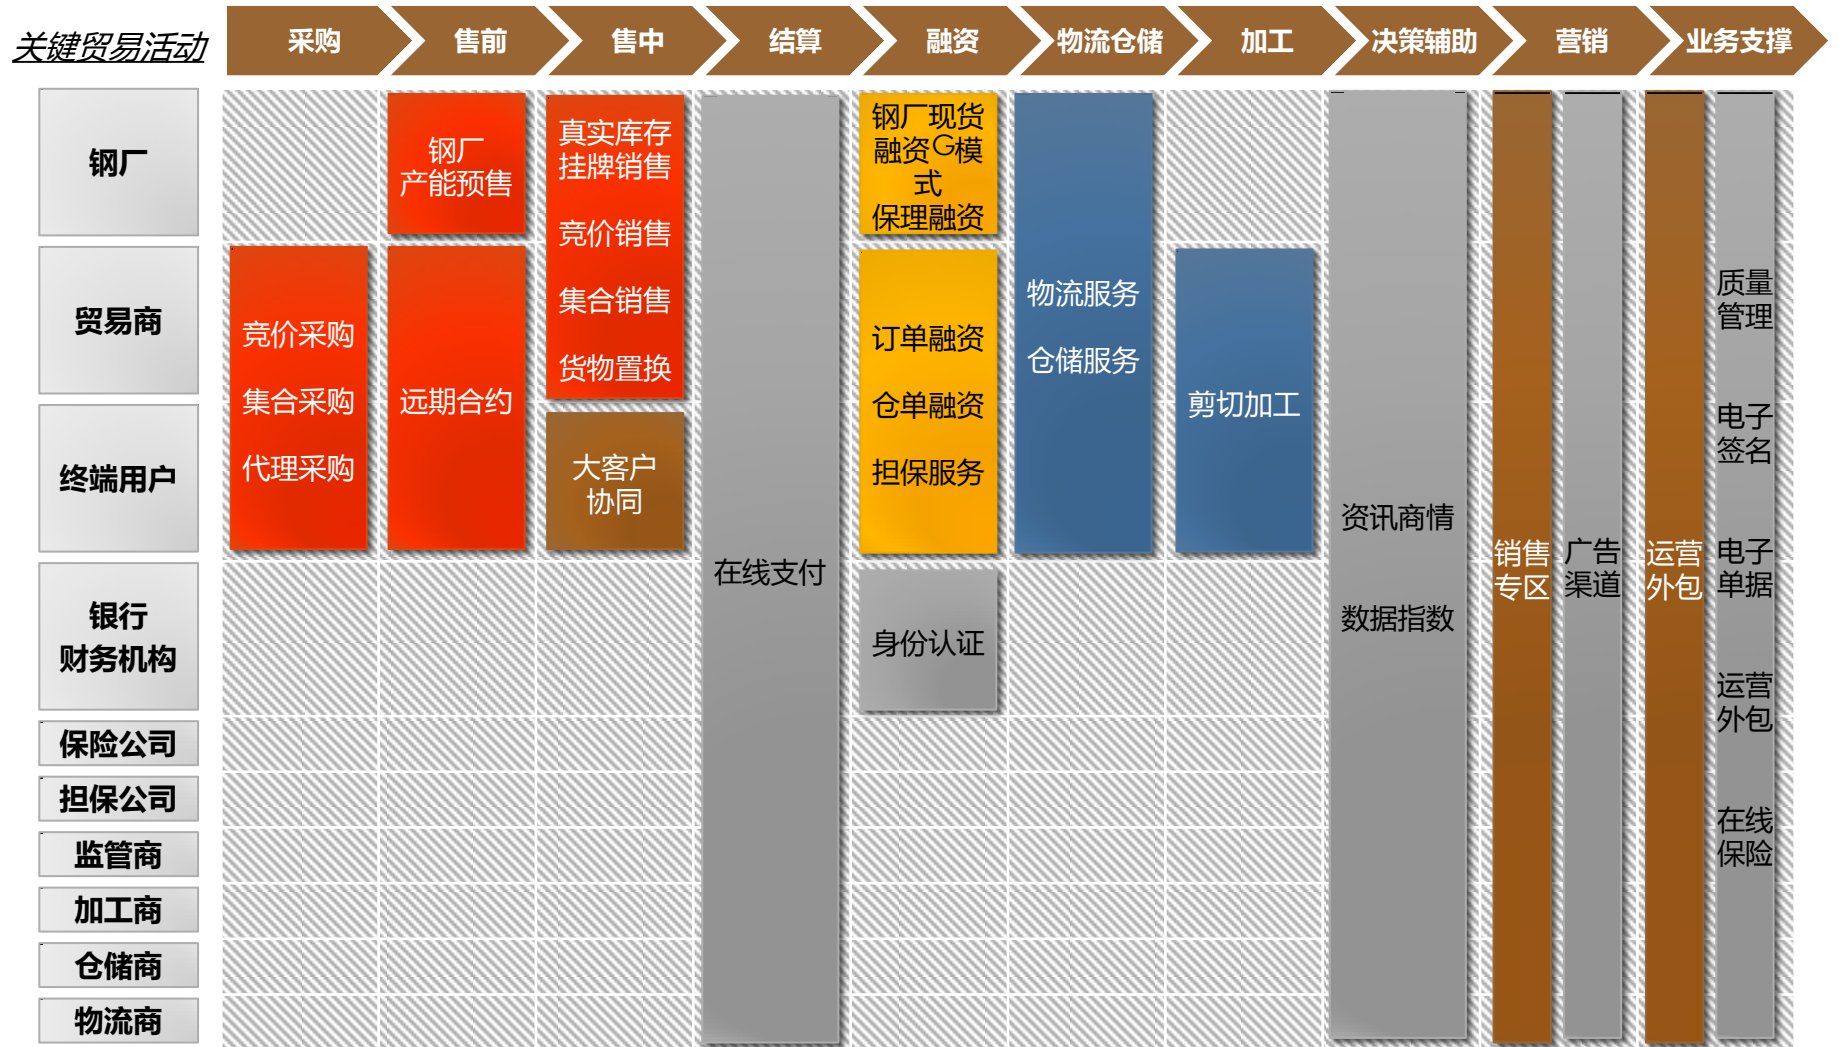 关键贸易活动
采购
售前
售中
结算
融资
物流仓储
加工
决策辅助
营销
业务支撑
钢厂
贸易商
终端用户
银行
财务机构
保险公司
担保公司
监管商
加工商
仓储商
物流商
竞价采购
集合采购
代理采购
钢厂
产能预售
远期合约
真实库存
挂牌销售
竞价销售
集合销售
货物置换
大客户
协同
在线支付
钢厂现货
融资G模
式
保理融资
订单融资
仓单融资
担保服务
身份认证
物流服务
仓储服务
剪切加工
资讯商情
数据指数
销售
专区
广告
渠道
运营
外包
质量
管理
电子
签名
电子
单据
运营
外包
在线
保险